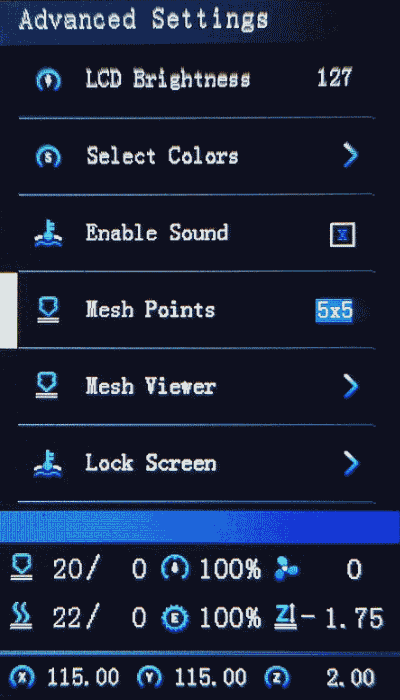 Advanced Settings
LCD Brightness 127
Select Colors
Enable Sound x
Mesh Points 5x5
Mesh Viewer
Lock Screen
20/ 0 100% 0
22/ 0 E 100% Z -1.75
X 115.00 Y 115.00 Z 2.00